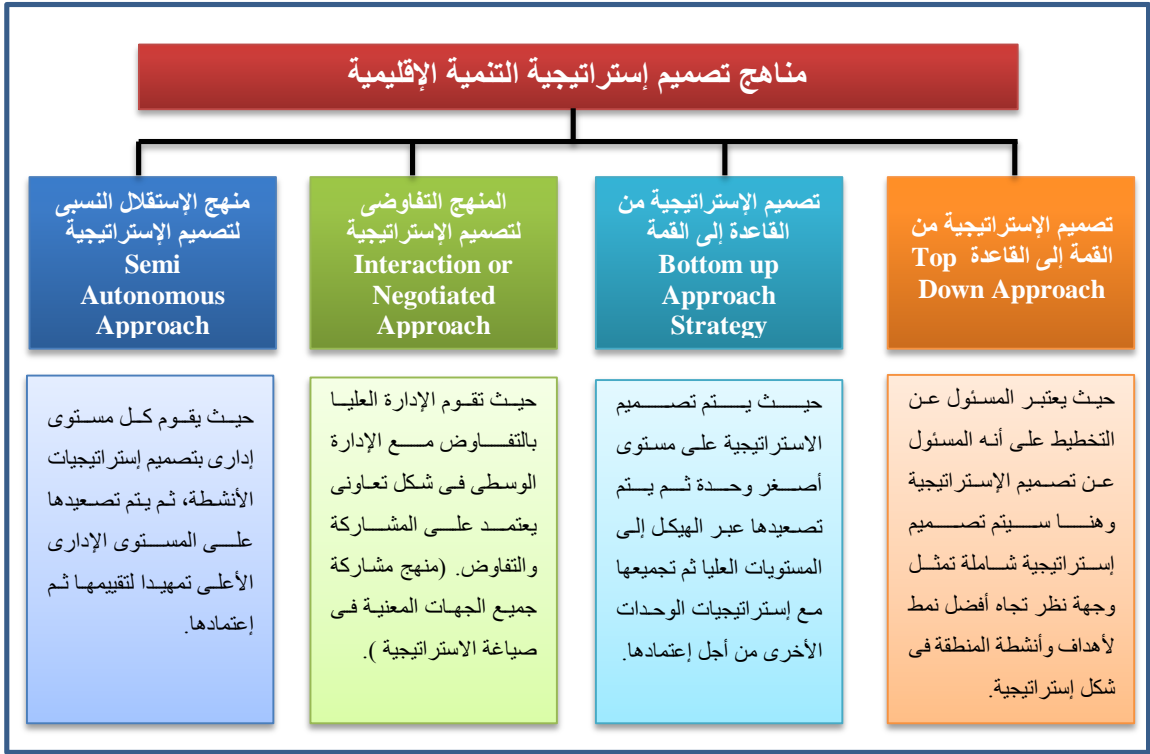 مناهج تصميم إستراتيجية التنمية الإقليمية
تصميم الإستراتيجية من
القمة إلى القاعدة Top
Down Approach
حيث يعتبر المسئول عن
التخطيط على أنه المسئول
عن تصميم الإستراتيجية
وهنا سيتم تصميم
إستراتيجية شاملة تمثل
وجهة نظر تجاه أفضل نمط
لأهداف وأنشطة المنطقة فى
شكل إستراتيجية.
تصميم الإستراتيجية من
القاعدة إلى القمة
Bottom up
Approach
Strategy
حيث يتم تصميم
الاستراتيجية على مستوى
أصغر وحدة ثم يتم
تصعيدها عبر الهيكل إلى
المستويات العليا ثم تجميعها
مع إستراتيجيات الوحدات
الأخرى من أجل إعتمادها.
المنهج التفاوضى
لتصميم الإستراتيجية
Interaction or
Negotiated
Approach
حيث تقوم الإدارة العليا
بالتفاوض مع الإدارة
الوسطى فى شكل تعاونى
يعتمد على المشاركة
والتفاوض. (منهج مشاركة
جميع الجهات المعنية فى
صياغة الاستراتيجية ).
منهج الإستقلال النسبى
لتصميم الإستراتيجية
Semi
Autonomous
Approach
حيث يقوم كل مستوى
إدارى بتصميم إستراتيجيات
الأنشطة، ثم يتم تصعيدها
على المستوى الإدارى
الأعلى تمهيدا لتقييمها ثم
إعتمادها.